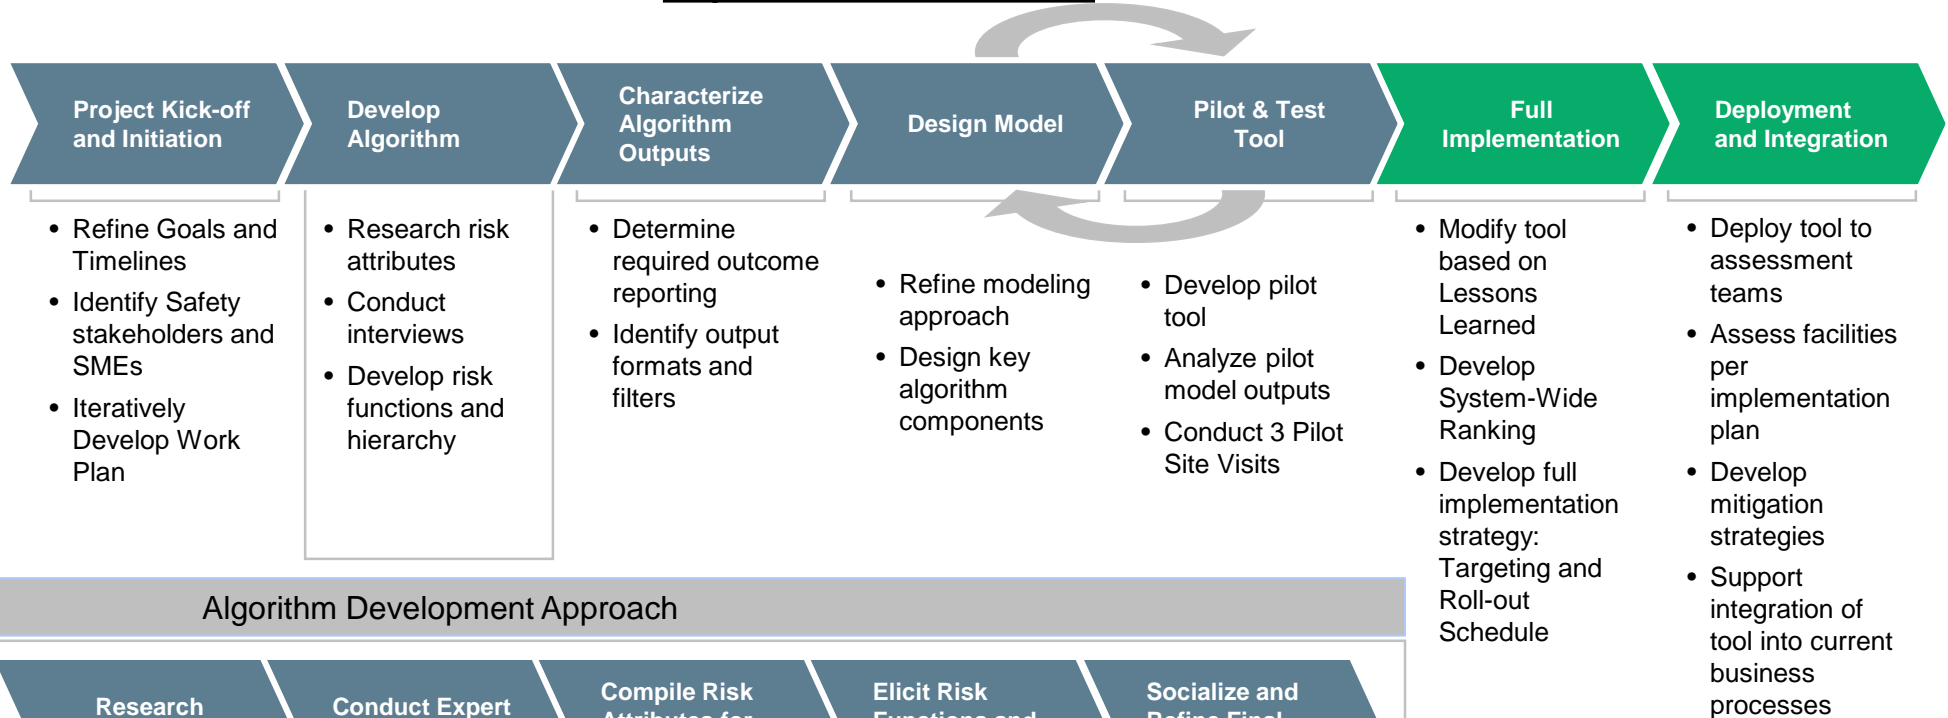 Project Kick-off
and Initiation
Develop
Algorithm
Characterize
Algorithm
Outputs
Design Model
Pilot & Test
Tool
Full
Implementation
Deployment
and Integration
• Refine Goals and
Timelines
• Identify Safety
stakeholders and
SMEs
• Iteratively
Develop Work
Plan
• Research risk
attributes
• Conduct
interviews
• Develop risk
functions and
hierarchy
• Determine
required outcome
reporting
• Identify output
formats and
filters
• Refine modeling
approach
• Design key
algorithm
components
• Develop pilot
tool
• Analyze pilot
model outputs
• Conduct 3 Pilot
Site Visits
• Modify tool
based on
Lessons
Learned
• Develop
System-Wide
Ranking
• Develop full
implementation
strategy:
Targeting and
Roll-out
Schedule
• Deploy tool to
assessment
teams
• Assess facilities
per
implementation
plan
• Develop
mitigation
strategies
• Support
integration of
tool into current
business
processes
Algorithm Development Approach
Research
Conduct Expert
Compile Risk
Attributes for
Elicit Risk
Functions and
Socialize and
Refine Final